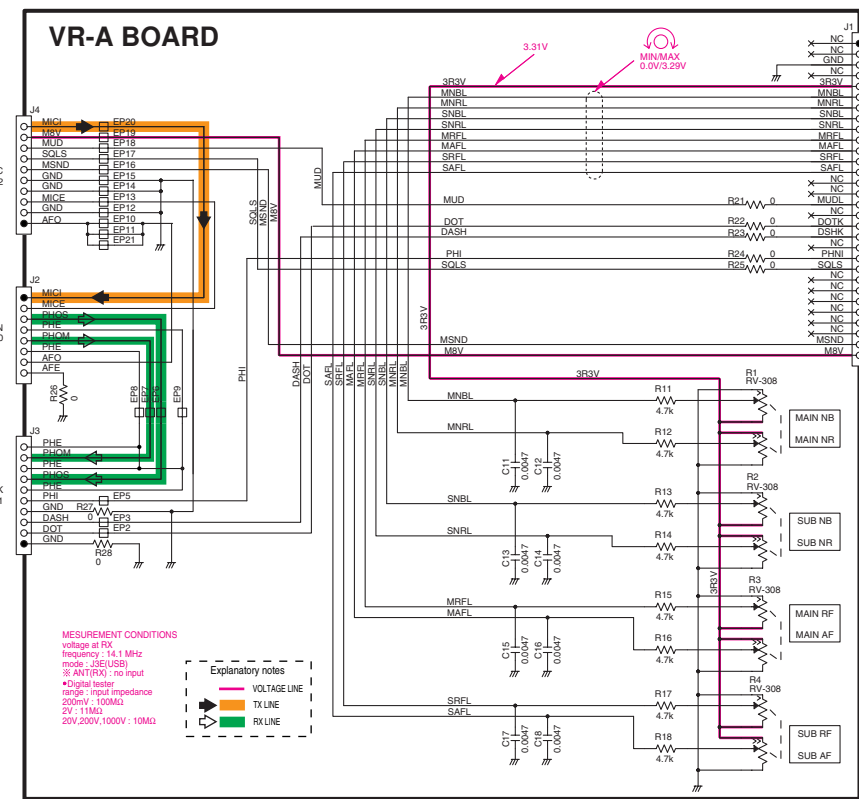 VR-A BOARD
J1
NC
NC
GND
NC
3R3V
MNBL
MNRL
SNBL
SNRL
MRFL
MAFL
SRFL
SAFL
NC
NC
MUDL
NC
DOTK
DSHK
NC
PHNI
SQLS
NC
NC
NC
NC
NC
NC
MSND
M8V
3.31V
MIN/MAX
0.0V/3.29V
3R3V
MNBL
MNRL
SNBL
SNRL
MRFL
MAFL
SRFL
SAFL
MUD
R21 0
DOT
R22 0
DASH
R23 0
PHI
R24 0
SQLS
R25 0
MSND
M8V
J4
MICI EP20
M8V EP19
MUD EP18
SQLS EP17
MSND EP16
GND EP15
GND EP14
MICE EP13
GND EP12
AFO EP10
EP11
EP21
MUD
SQLS
MSND
M8V
J2
MICI
MICE
PHOS
PHE
PHOM
PHE
AFO
AFE
R26
0
EP8
EP7
EP6
EP9
PHI
DASH
DOT
SAFL
SRFL
MAFL
MRFL
SNRL
SNBL
MNRL
MNBL
3R3V
3R3V
J3
PHE
PHOM
PHE
PHOS
PHE
PHI EP5
GND R27
0
DASH EP3
DOT EP2
GND
R28
0
MNBL
R11
4.7k
MNRL
R12
4.7k
C11
0.0047
C12
0.0047
R1
RV-308
MAIN NB
MAIN NR
SNBL
R13
4.7k
SNRL
R14
4.7k
C13
0.0047
C14
0.0047
R2
RV-308
SUB NB
SUB NR
3R3V
MRFL
R15
4.7k
MAFL
R16
4.7k
C15
0.0047
C16
0.0047
R3
RV-308
MAIN RF
MAIN AF
SRFL
R17
4.7k
SAFL
R18
4.7k
C17
0.0047
C18
0.0047
R4
RV-308
SUB RF
SUB AF
MESUREMENT CONDITIONS
voltage at RX
frequency : 14.1 MHz
mode : J3E(USB)
※ ANT(RX) : no input
•Digital tester
range : input impedance
200mV : 100MΩ
2V : 11MΩ
20V,200V,1000V : 10MΩ
Explanatory notes
VOLTAGE LINE
TX LINE
RX LINE